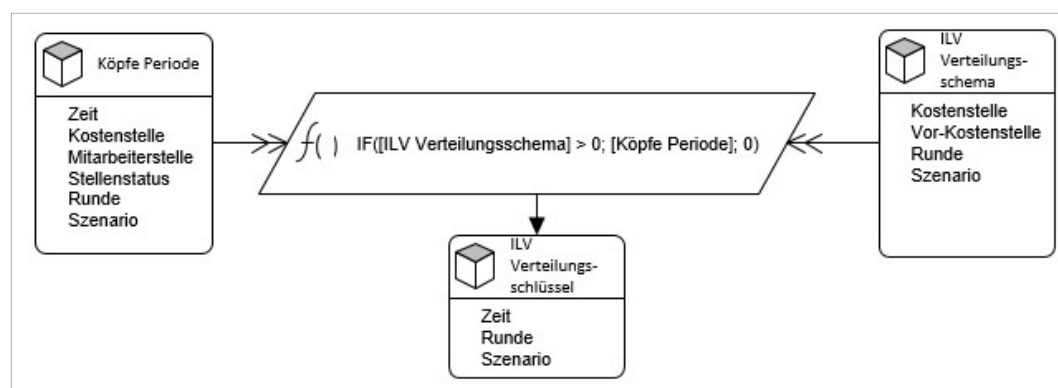 Köpfe Periode
Zeit
Kostenstelle
Mitarbeiterstelle
Stellenstatus
Runde
Szenario
f( ) IF([ILV Verteilungsschema] > 0; [Köpfe Periode]; 0)
ILV
Verteilungs-
schema
Kostenstelle
Vor-Kostenstelle
Runde
Szenario
ILV
Verteilungs-
schlüssel
Zeit
Runde
Szenario